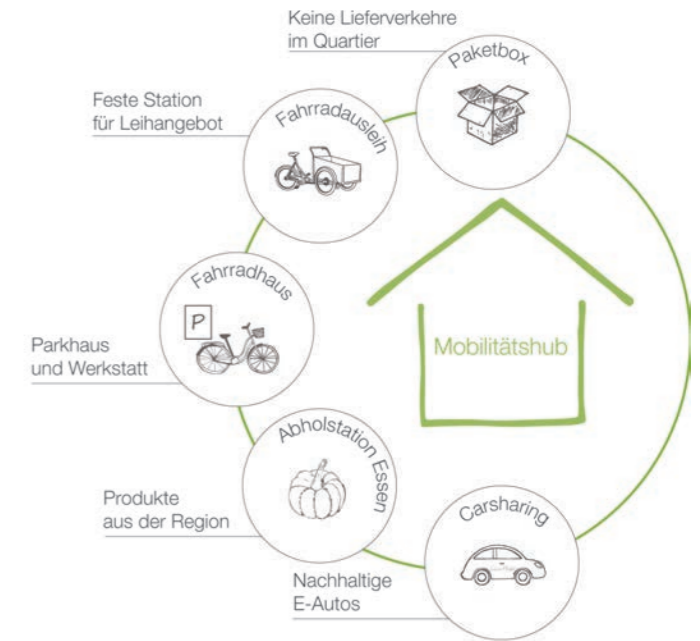 Keine Lieferverkehre
im Quartier
Paketbox
Feste Station
für Leihangebot
Fahrradausleih
Fahrradhaus
P
Parkhaus
und Werkstatt
Mobilitätshub
Abholstation Essen
Produkte
aus der Region
Carsharing
Nachhaltige
E-Autos